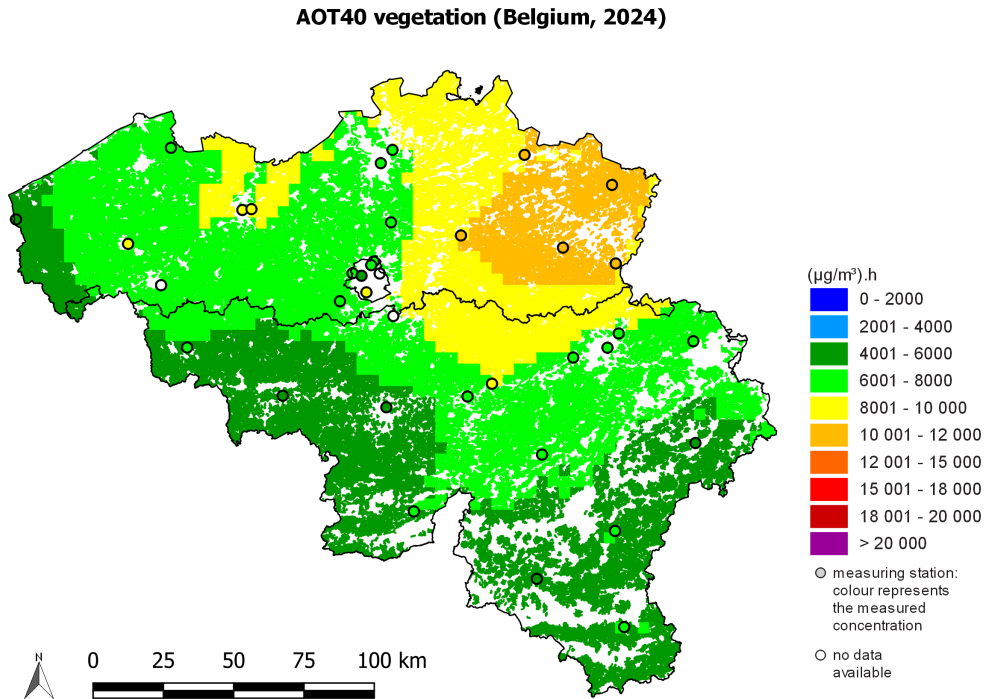 AOT40 vegetation (Belgium, 2024)
(µg/m³).h
0 - 2000
2001 - 4000
4001 - 6000
6001 - 8000
8001 - 10 000
10 001 - 12 000
12 001 - 15 000
15 001 - 18 000
18 001 - 20 000
> 20 000
measuring station:
colour represents
the measured
concentration
no data
available
N
0 25 50 75 100 km